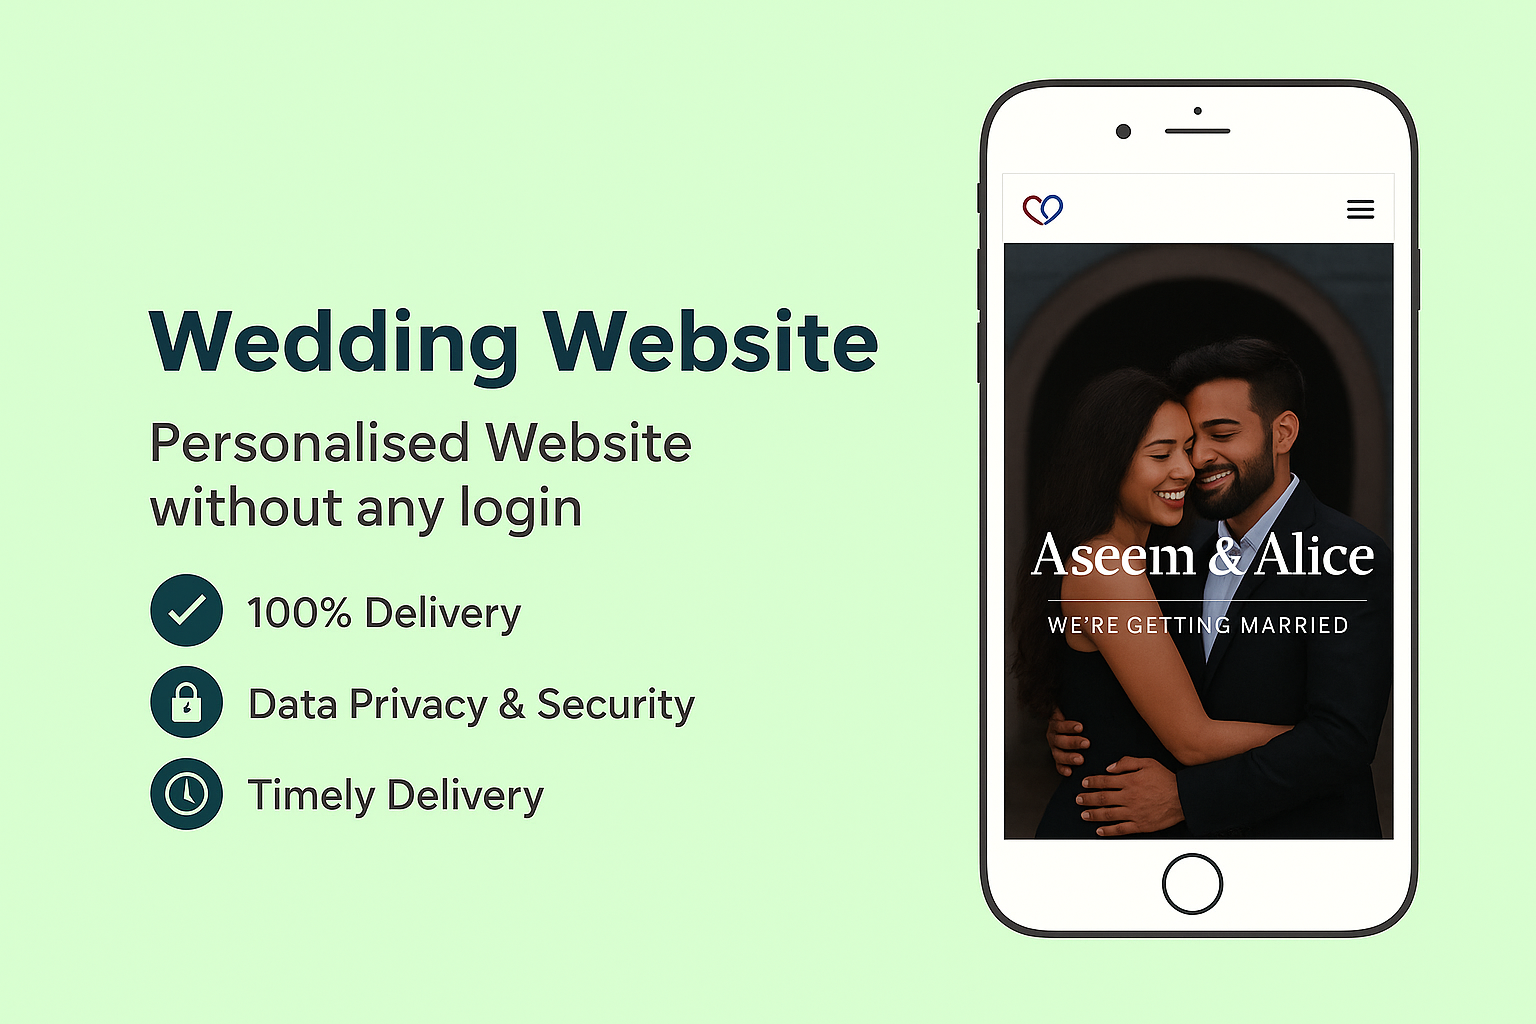 Wedding Website
Personalised Website
without any login
100% Delivery
Data Privacy & Security
Timely Delivery
Aseem & Alice
WE'RE GETTING MARRIED